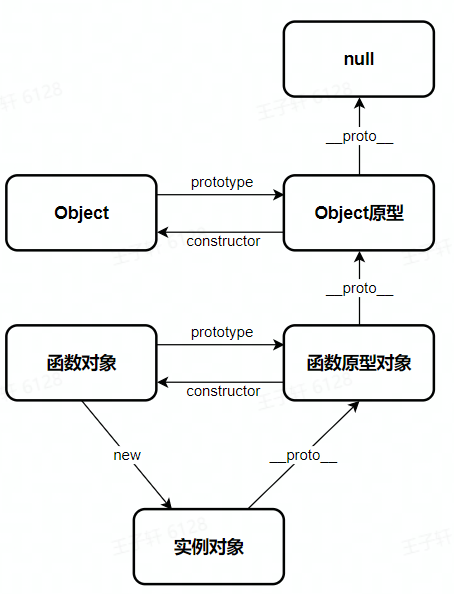 null
__proto__
prototype
Object
Object原型
constructor
__proto__
prototype
函数对象
函数原型对象
constructor
new
__proto__
实例对象
王子轩 6128